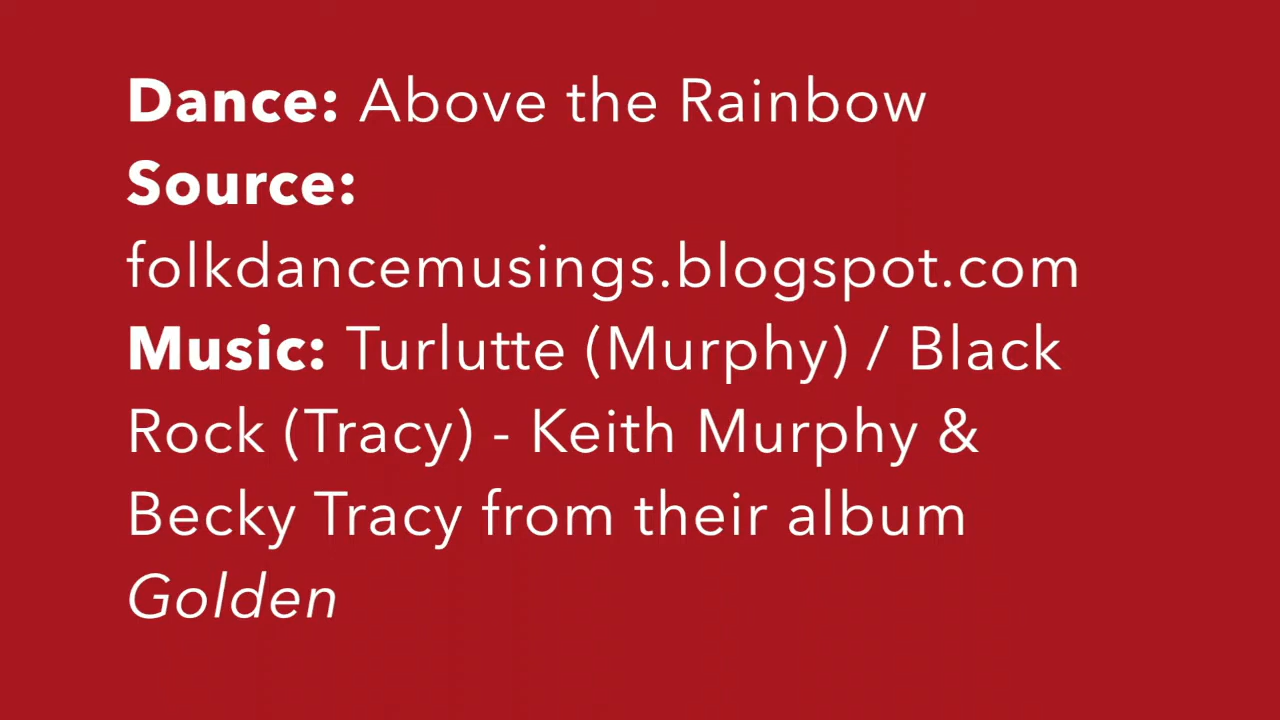 Dance: Above the Rainbow
Source:
folkdancemusings.blogspot.com
Music: Turlutte (Murphy) / Black
Rock (Tracy) - Keith Murphy &
Becky Tracy from their album
Golden